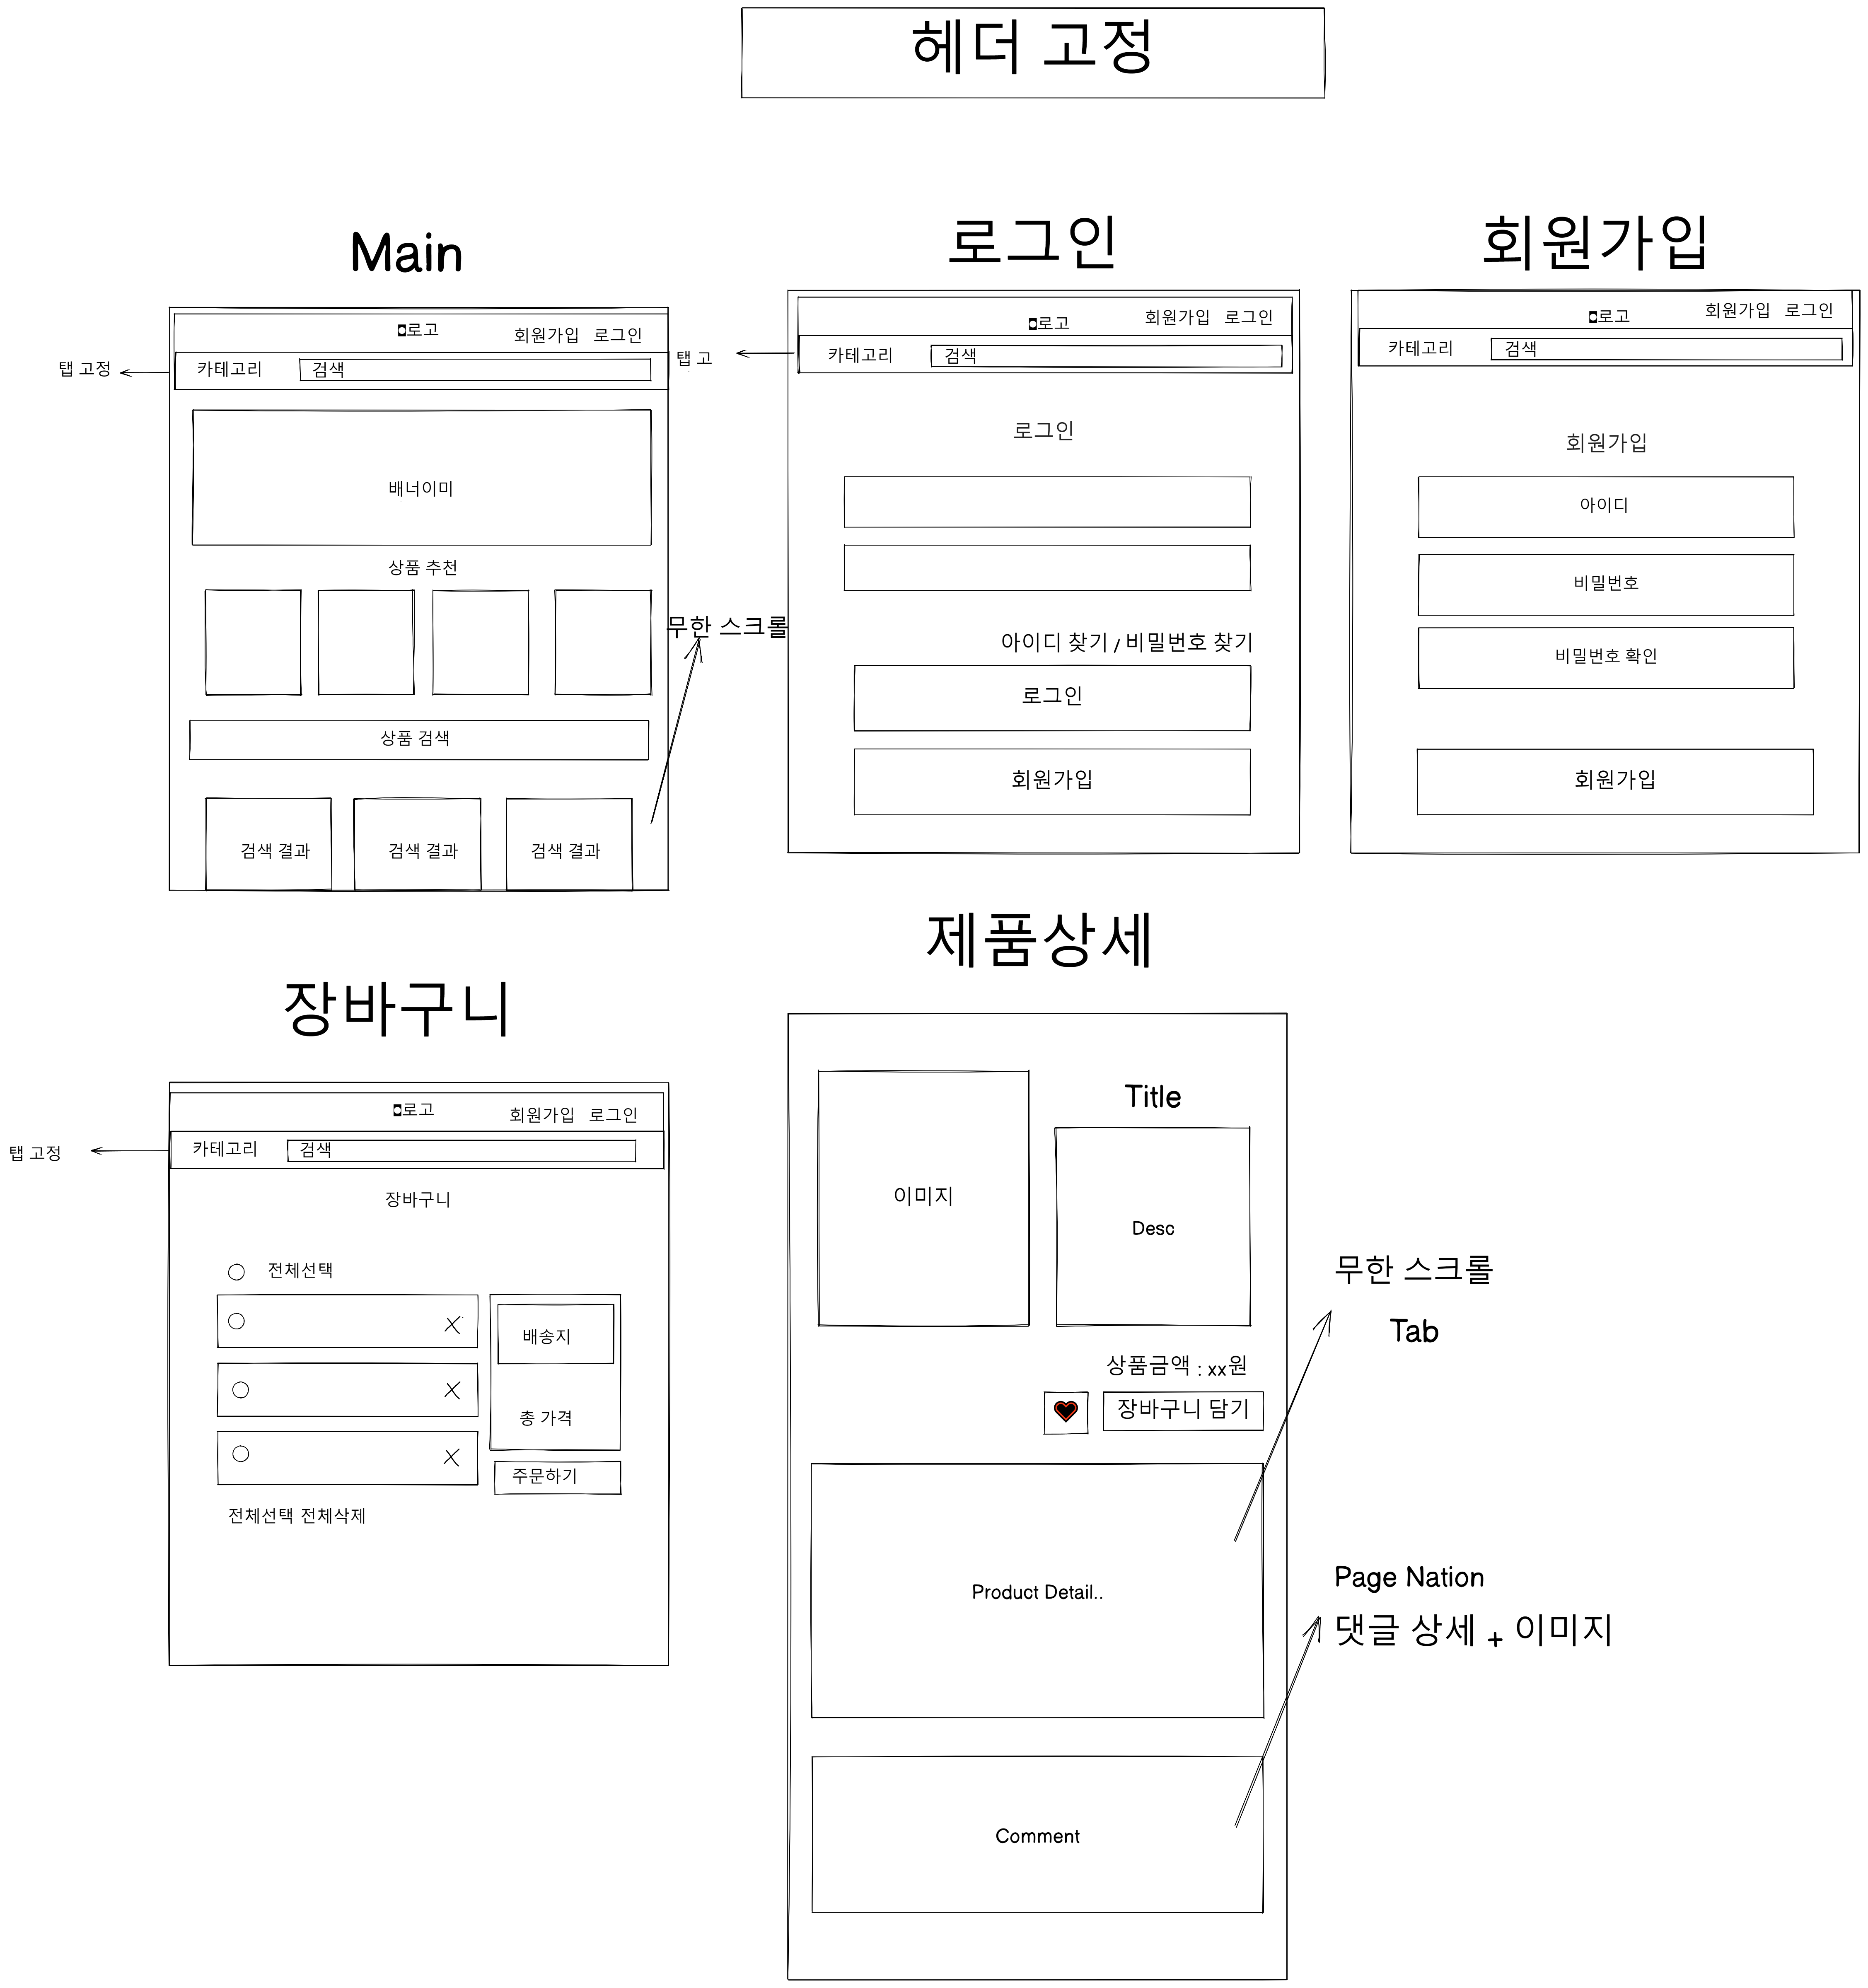 헤더 고정
Main
로고
회원가입 로그인
탭 고정
카테고리
검색
배너이미
상품 추천
무한 스크롤
상품 검색
검색 결과
검색 결과
검색 결과
로그인
로고
회원가입 로그인
탭 고
카테고리
검색
로그인
아이디 찾기 / 비밀번호 찾기
로그인
회원가입
회원가입
로고
회원가입 로그인
카테고리
검색
회원가입
아이디
비밀번호
비밀번호 확인
회원가입
장바구니
로고
회원가입 로그인
탭 고정
카테고리
검색
장바구니
전체선택
배송지
총 가격
주문하기
전체선택 전체삭제
제품상세
이미지
Title
Desc
상품금액 : xx원
장바구니 담기
무한 스크롤
Tab
Product Detail..
Page Nation
댓글 상세 + 이미지
Comment